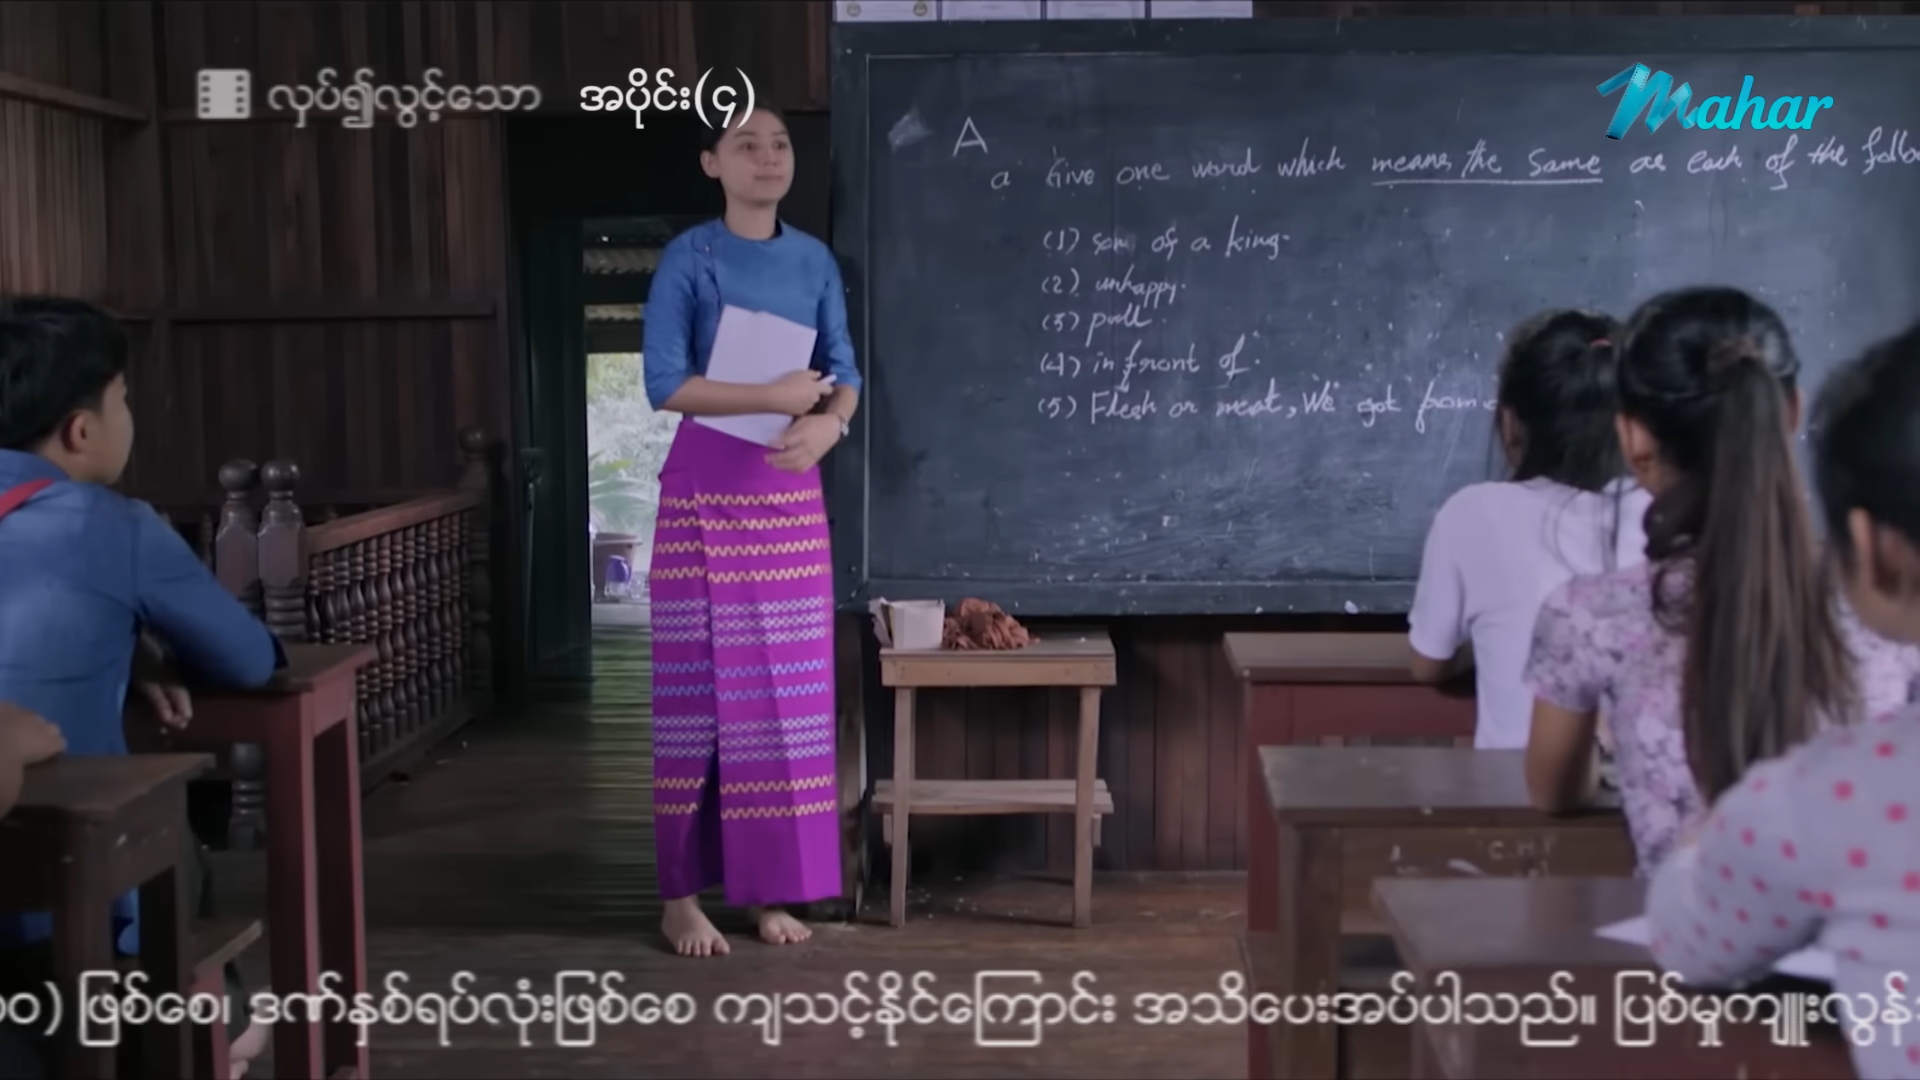 လှပ်၍လွင့်သော အပိုင်း(၄)
Mahar
A
a Give one word which means the same as each of the follo
(1) son of a king.
(2) unhappy.
(3) pull.
(4) in front of.
(5) Flesh or meat, We got from
၀၀) ဖြစ်စေ၊ ဒဏ်နှစ်ရပ်လုံးဖြစ်စေ ကျသင့်နိုင်ကြောင်း အသိပေးအပ်ပါသည်။ ပြစ်မှုကျူးလွန်